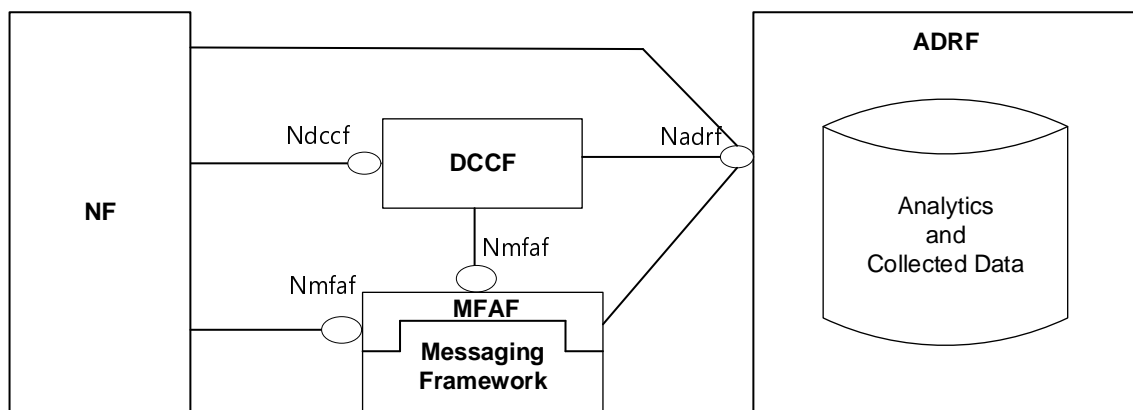 ADRF
Ndccf
Nadrf
DCCF
NF
Analytics
and
Collected Data
Nmfaf
Nmfaf
MFAF
Messaging
Framework